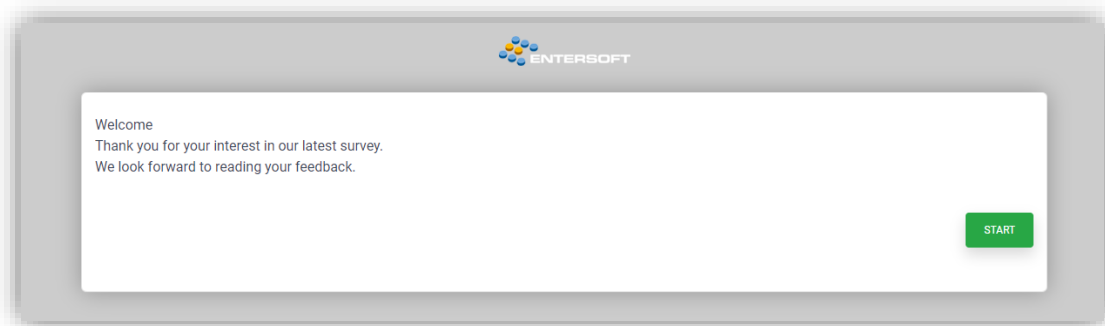 ENTERSOFT
Welcome
Thank you for your interest in our latest survey.
We look forward to reading your feedback.
START